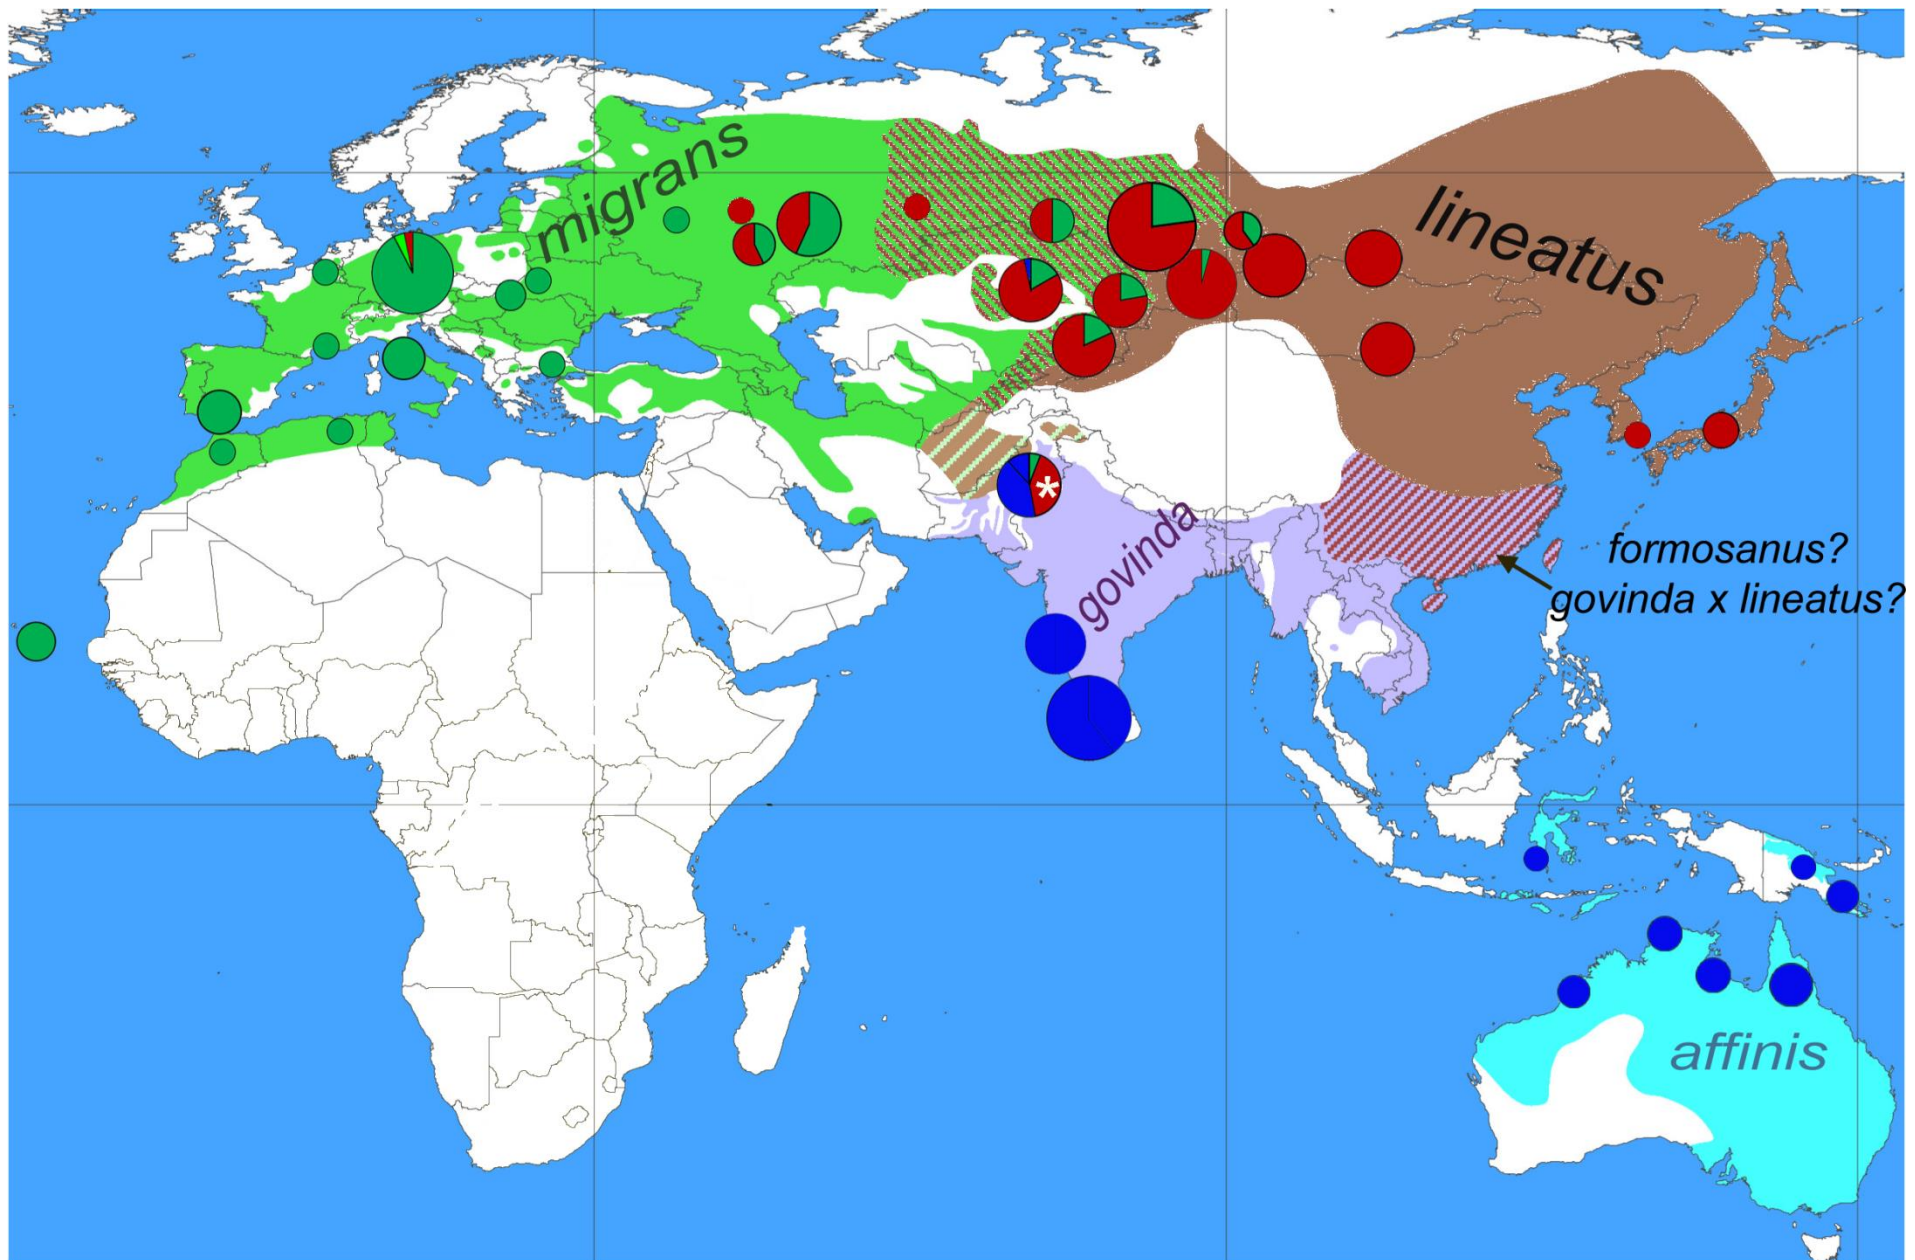 migrans
lineatus
*
govinda
formosanus?
govinda x lineatus?
affinis